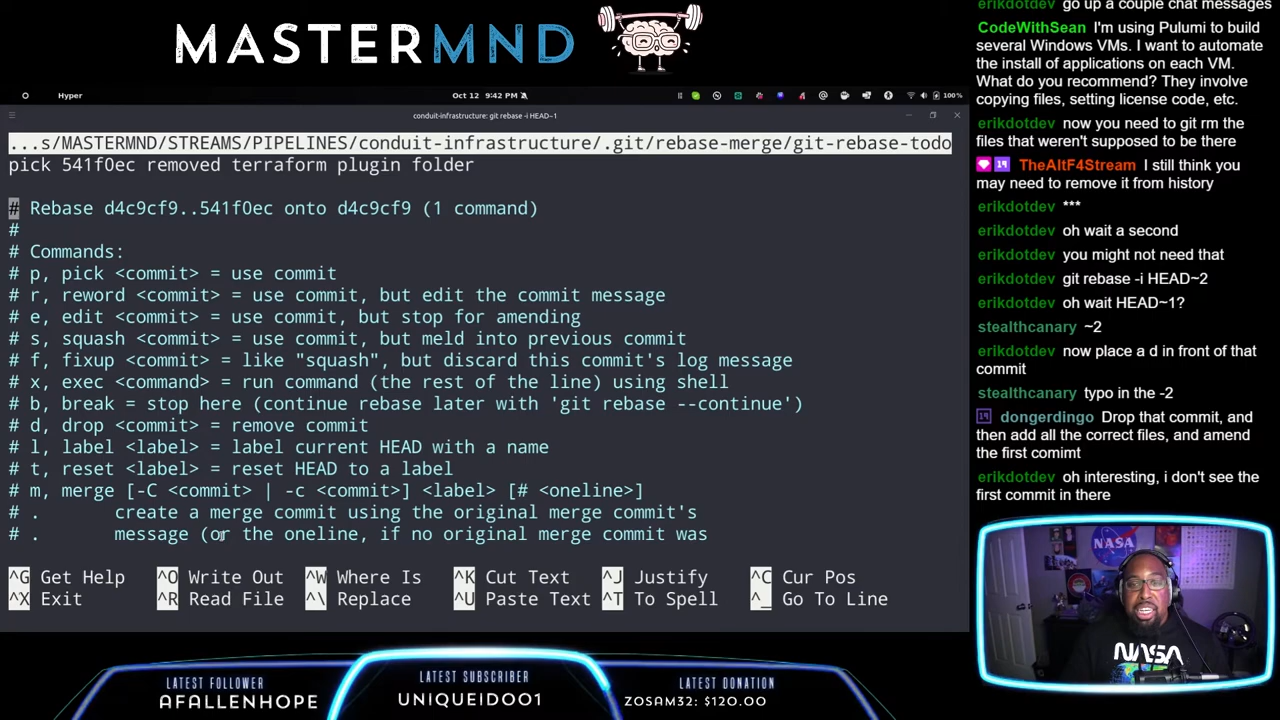 MASTERMND
Hyper
Oct 12 9:42 PM
100%
conduit-infrastructure: git rebase -i HEAD~1
...s/MASTERMND/STREAMS/PIPELINES/conduit-infrastructure/.git/rebase-merge/git-rebase-todo
pick 541f0ec removed terraform plugin folder
# Rebase d4c9cf9..541f0ec onto d4c9cf9 (1 command)
#
# Commands:
# p, pick <commit> = use commit
# r, reword <commit> = use commit, but edit the commit message
# e, edit <commit> = use commit, but stop for amending
# s, squash <commit> = use commit, but meld into previous commit
# f, fixup <commit> = like "squash", but discard this commit's log message
# x, exec <command> = run command (the rest of the line) using shell
# b, break = stop here (continue rebase later with 'git rebase --continue')
# d, drop <commit> = remove commit
# l, label <label> = label current HEAD with a name
# t, reset <label> = reset HEAD to a label
# m, merge [-C <commit> | -c <commit>] <label> [# <oneline>]
# . create a merge commit using the original merge commit's
# . message (or the oneline, if no original merge commit was
^G Get Help ^O Write Out ^W Where Is ^K Cut Text ^J Justify ^C Cur Pos
^X Exit ^R Read File ^\ Replace ^U Paste Text ^T To Spell ^_ Go To Line
erikdotdev go up a couple chat messages
CodeWithSean I'm using Pulumi to build
several Windows VMs. I want to automate
the install of applications on each VM.
What do you recommend? They involve
copying files, setting license code, etc.
erikdotdev now you need to git rm the
files that weren't supposed to be there
TheAltF4Stream I still think you
may need to remove it from history
erikdotdev ***
erikdotdev oh wait a second
erikdotdev you might not need that
erikdotdev git rebase -i HEAD~2
erikdotdev oh wait HEAD~1?
stealthcanary ~2
erikdotdev now place a d in front of that
commit
stealthcanary typo in the -2
dongerdingo Drop that commit, and
then add all the correct files, and amend
the first comimt
erikdotdev oh interesting, i don't see the
first commit in there
NASA
NASA
LATEST FOLLOWER
AFALLENHOPE
LATEST SUBSCRIBER
UNIQUEIDOO1
LATEST DONATION
ZOSAM32: $120.00